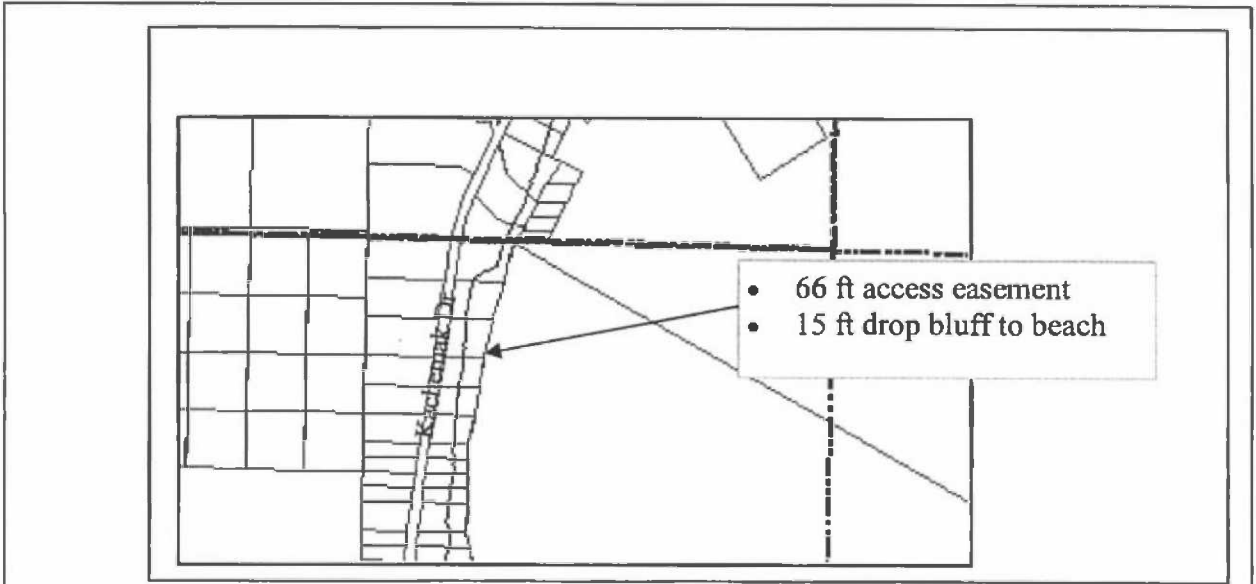 • 66 ft access easement
• 15 ft drop bluff to beach
Kachemak Dr